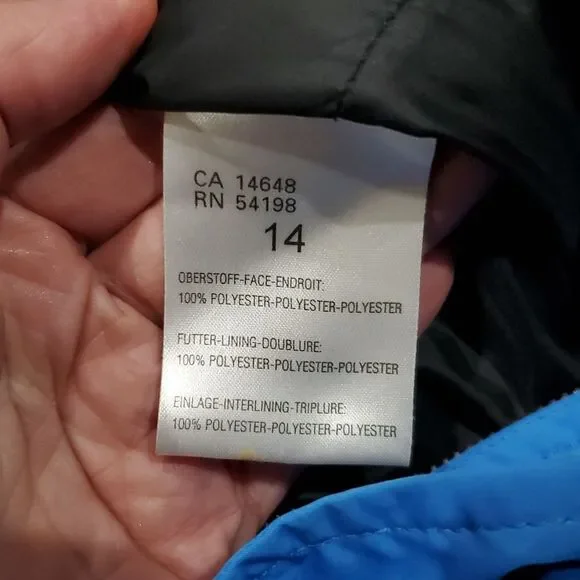 CA 14648
RN 54198
14
OBERSTOFF-FACE-ENDROIT:
100% POLYESTER-POLYESTER-POLYESTER
FUTTER-LINING-DOUBLURE:
100% POLYESTER-POLYESTER-POLYESTER
EINLAGE-INTERLINING-TRIPLURE:
100% POLYESTER-POLYESTER-POLYESTER